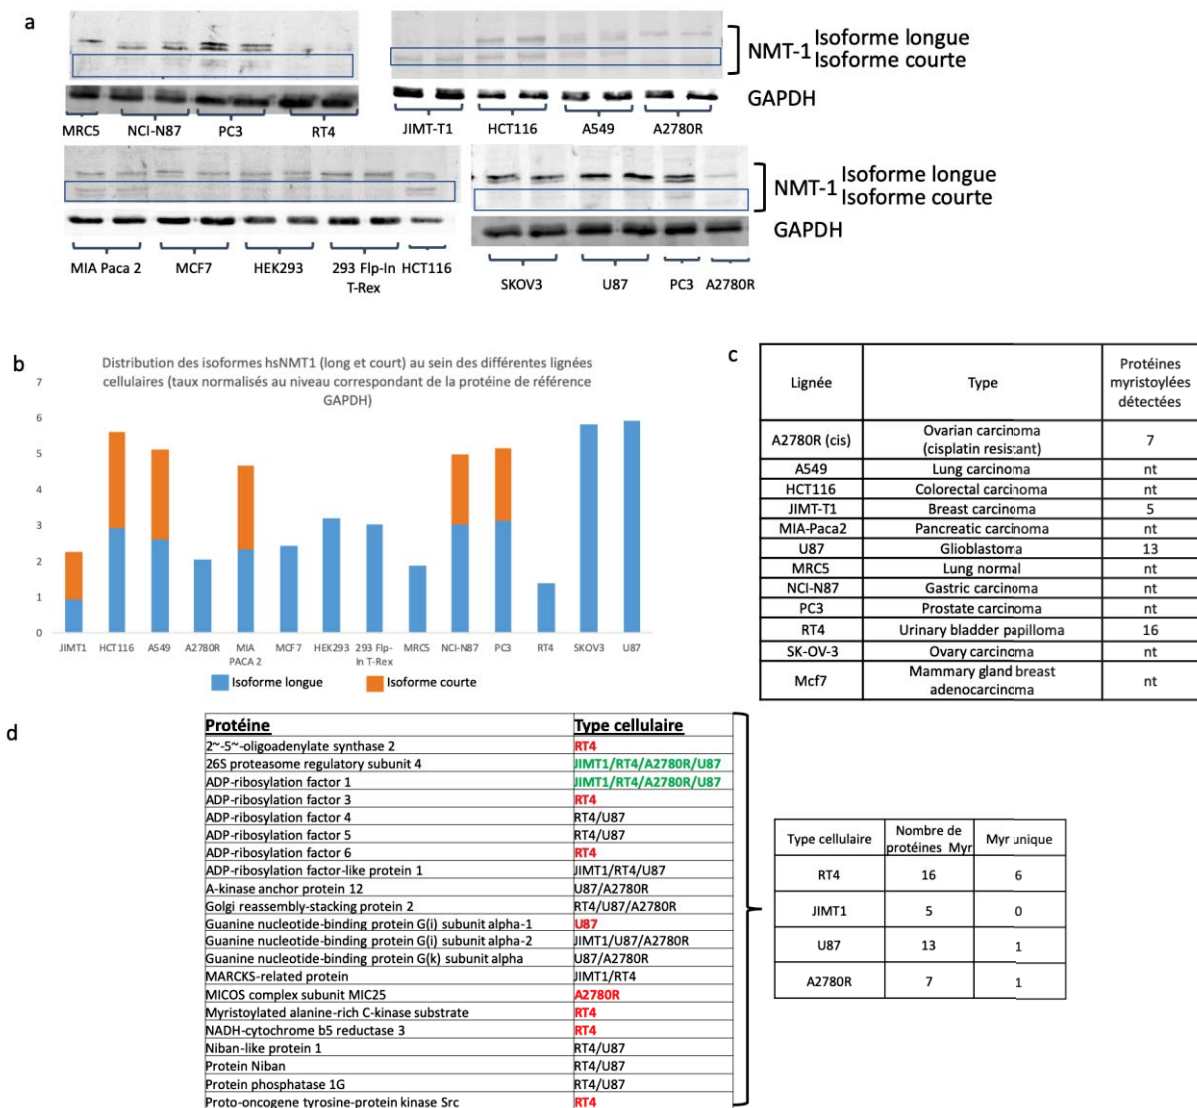 a
NMT-1
Isoforme longue
Isoforme courte
GAPDH
MRC5 NCI-N87 PC3 RT4
JIMT-T1 HCT116 A549 A2780R
NMT-1
Isoforme longue
Isoforme courte
GAPDH
MIA Paca 2 MCF7 HEK293 293 Flp-In HCT116
T-Rex
SKOV3 U87 PC3 A2780R
b
Distribution des isoformes hsNMT1 (long et court) au sein des différentes lignées
cellulaires (taux normalisés au niveau correspondant de la protéine de référence
GAPDH)
7
6
5
4
3
2
1
0
JIMT1 HCT116 A549 A2780R MIA PACA 2 MCF7 HEK293 293 Flp-In T-Rex MRC5 NCI-N87 PC3 RT4 SKOV3 U87
Isoforme longue Isoforme courte
c
Lignée Type Protéines myristoylées détectées
A2780R (cis) Ovarian carcinoma (cisplatin resistant) 7
A549 Lung carcinoma nt
HCT116 Colorectal carcinoma nt
JIMT-T1 Breast carcinoma 5
MIA-Paca2 Pancreatic carcinoma nt
U87 Glioblastoma 13
MRC5 Lung normal nt
NCI-N87 Gastric carcinoma nt
PC3 Prostate carcinoma nt
RT4 Urinary bladder papilloma 16
SK-OV-3 Ovary carcinoma nt
Mcf7 Mammary gland breast adenocarcinoma nt
d
Protéine Type cellulaire
2~-5~-oligoadenylate synthase 2 RT4
26S proteasome regulatory subunit 4 JIMT1/RT4/A2780R/U87
ADP-ribosylation factor 1 JIMT1/RT4/A2780R/U87
ADP-ribosylation factor 3 RT4
ADP-ribosylation factor 4 RT4/U87
ADP-ribosylation factor 5 RT4/U87
ADP-ribosylation factor 6 RT4
ADP-ribosylation factor-like protein 1 JIMT1/RT4/U87
A-kinase anchor protein 12 U87/A2780R
Golgi reassembly-stacking protein 2 RT4/U87/A2780R
Guanine nucleotide-binding protein G(i) subunit alpha-1 U87
Guanine nucleotide-binding protein G(i) subunit alpha-2 JIMT1/U87/A2780R
Guanine nucleotide-binding protein G(k) subunit alpha U87/A2780R
MARCKS-related protein JIMT1/RT4
MICOS complex subunit MIC25 A2780R
Myristoylated alanine-rich C-kinase substrate RT4
NADH-cytochrome b5 reductase 3 RT4
Niban-like protein 1 RT4/U87
Protein Niban RT4/U87
Protein phosphatase 1G RT4/U87
Proto-oncogene tyrosine-protein kinase Src RT4
Type cellulaire Nombre de protéines Myr Myr unique
RT4 16 6
JIMT1 5 0
U87 13 1
A2780R 7 1